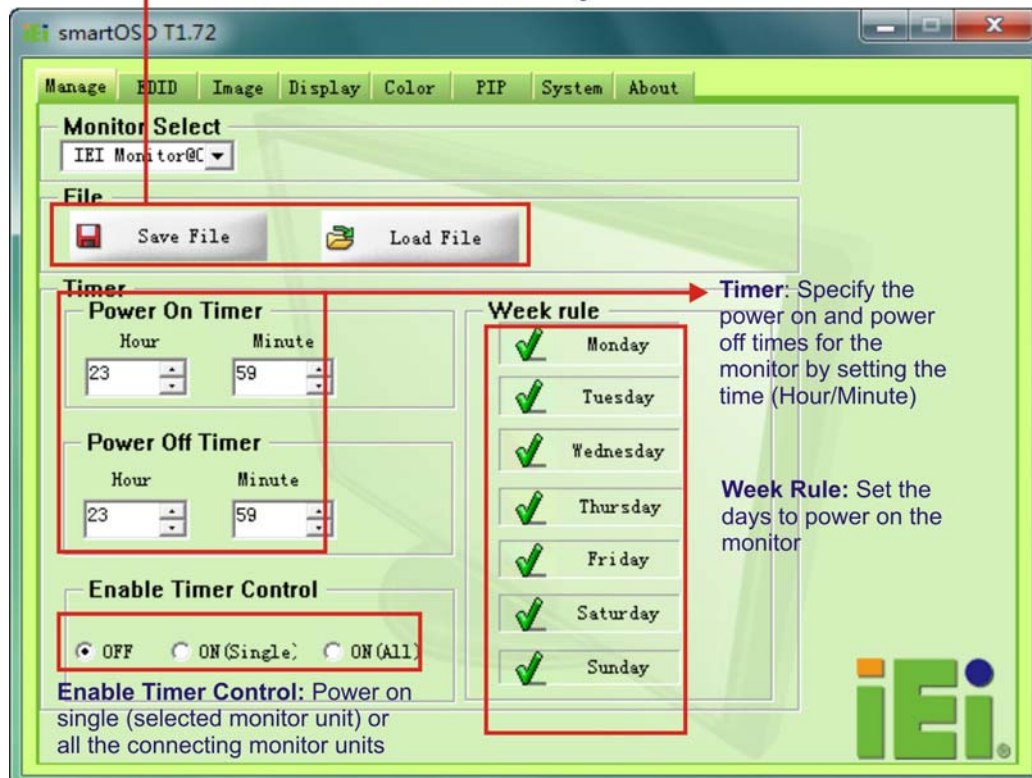 iEi smartOSD T1.72
Manage EDID Image Display Color PIP System About
Monitor Select
IEI Monitor@C
File
Save File Load File
Timer
Power On Timer
Hour Minute
23 59
Power Off Timer
Hour Minute
23 59
Enable Timer Control
OFF ON(Single) ON(All)
Enable Timer Control: Power on
single (selected monitor unit) or
all the connecting monitor units
Week rule
Monday
Tuesday
Wednesday
Thursday
Friday
Saturday
Sunday
Timer: Specify the
power on and power
off times for the
monitor by setting the
time (Hour/Minute)
Week Rule: Set the
days to power on the
monitor
iEi ®